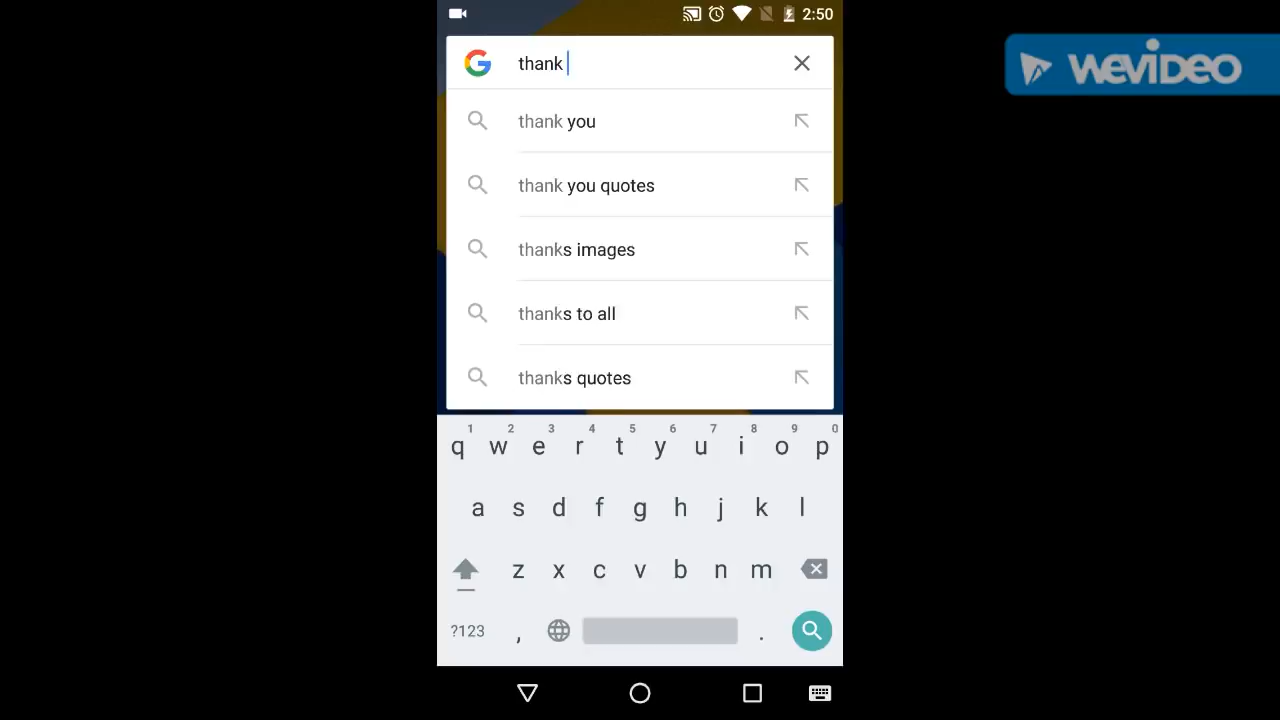 2:50
thank
WEVIDEO
thank you
thank you quotes
thanks images
thanks to all
thanks quotes
1 2 3 4 5 6 7 8 9 0
q w e r t y u i o p
a s d f g h j k l
z x c v b n m
?123 , .